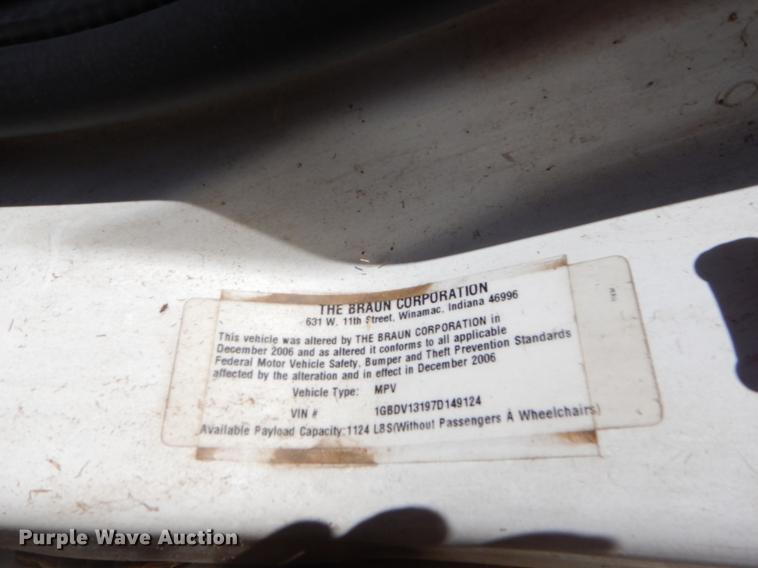 THE BRAUN CORPORATION
631 W. 11th Street, Winamac, Indiana 46996
This vehicle was altered by THE BRAUN CORPORATION in
December 2006 and as altered it conforms to all applicable
Federal Motor Vehicle Safety, Bumper and Theft Prevention Standards
affected by the alteration and in effect in December 2006
Vehicle Type: MPV
VIN # 1GBDV13197D149124
Available Payload Capacity:1124 LBS(Without Passengers & Wheelchairs)
Purple Wave Auction